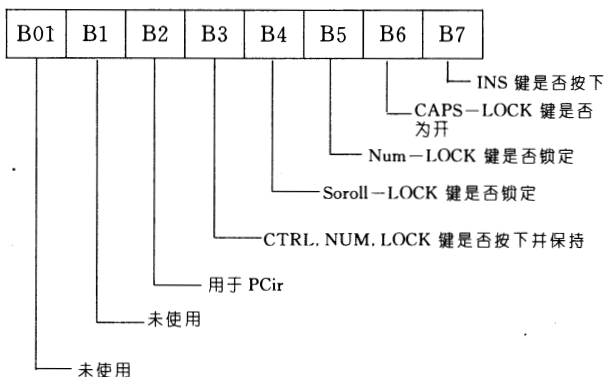 B01 B1 B2 B3 B4 B5 B6 B7
INS 键是否按下
CAPS—LOCK 键是否
为开
Num—LOCK 键是否锁定
Soroll—LOCK 键是否锁定
CTRL, NUM, LOCK 键是否按下并保持
用于 PCir
未使用
未使用